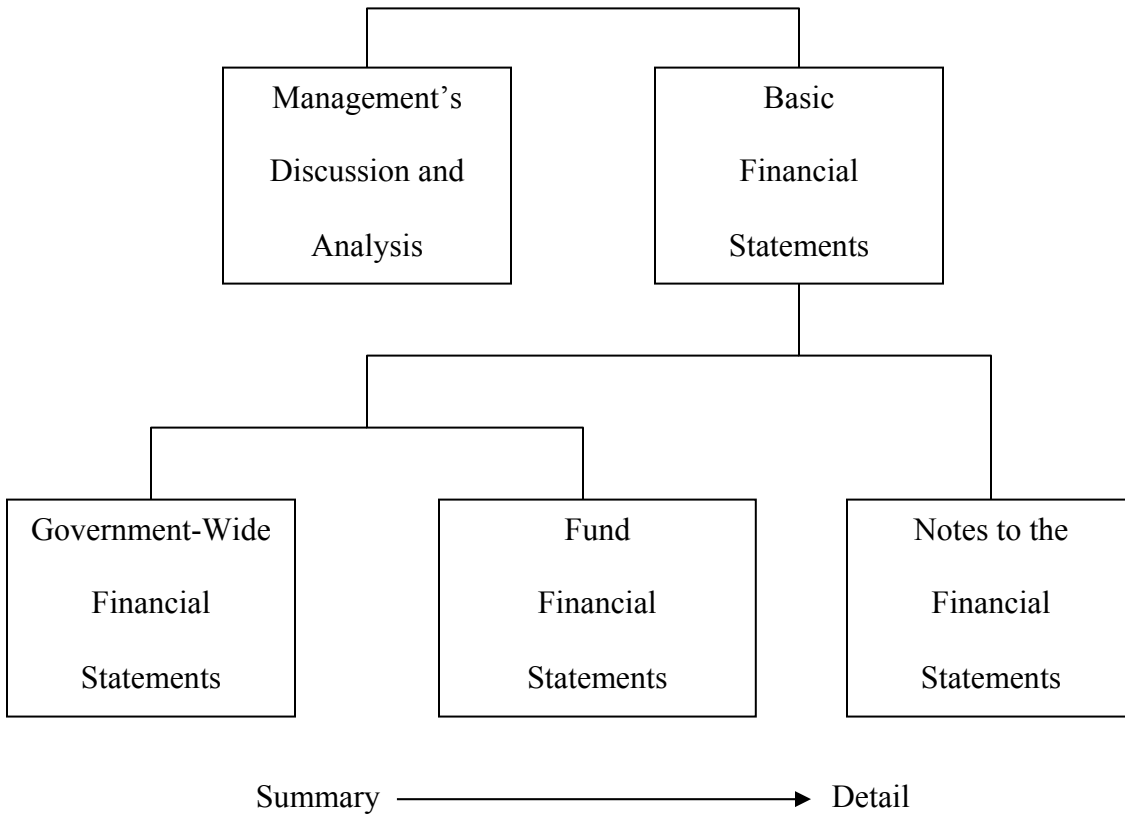 Management’s
Discussion and
Analysis
Basic
Financial
Statements
Government-Wide
Financial
Statements
Fund
Financial
Statements
Notes to the
Financial
Statements
Summary
Detail